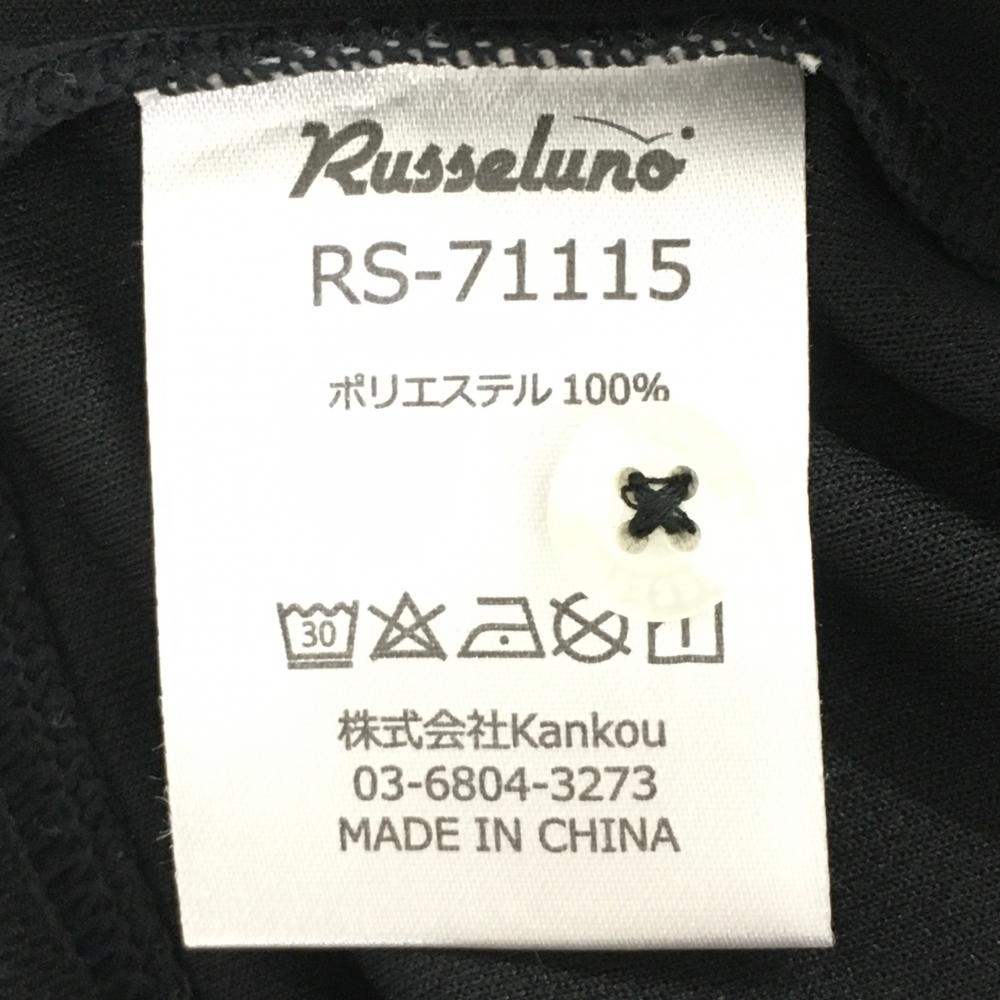 Russeluno
RS-71115
ポリエステル 100%
30
株式会社Kankou
03-6804-3273
MADE IN CHINA